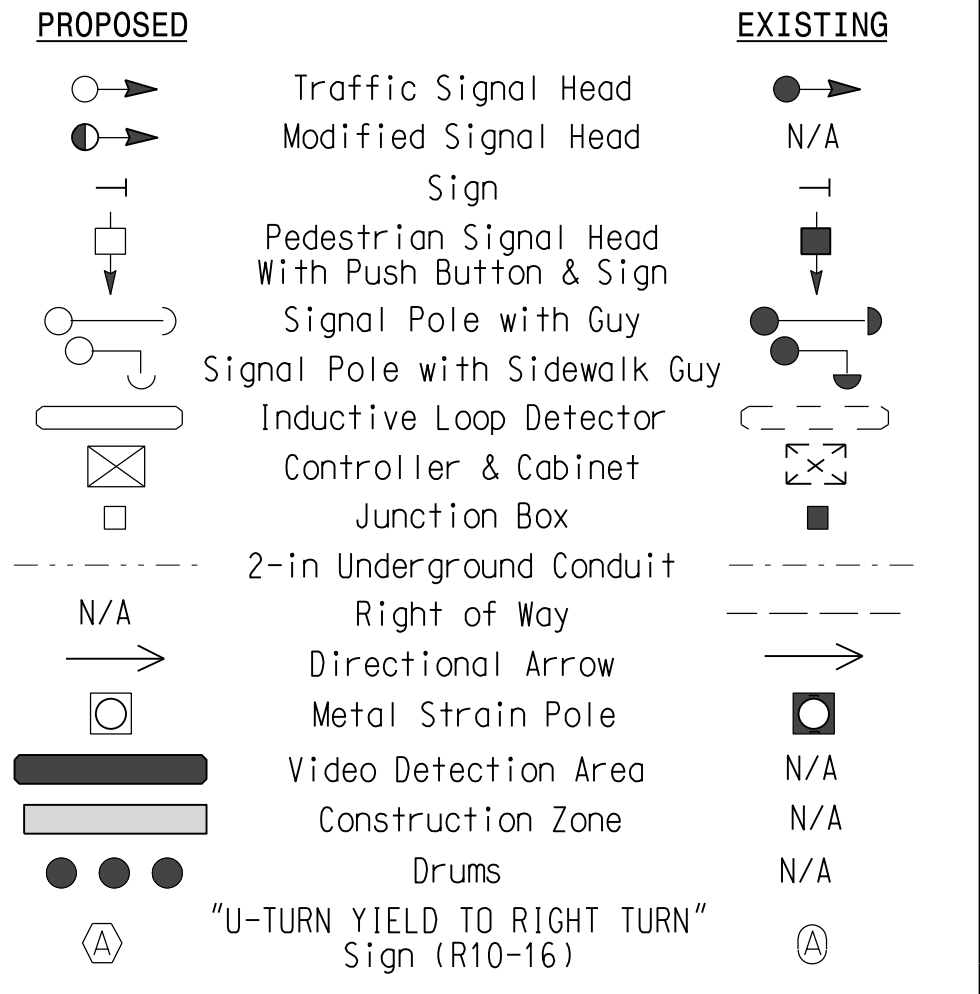 PROPOSED EXISTING
Traffic Signal Head
Modified Signal Head N/A
Sign
Pedestrian Signal Head
With Push Button & Sign
Signal Pole with Guy
Signal Pole with Sidewalk Guy
Inductive Loop Detector
Controller & Cabinet
Junction Box
2-in Underground Conduit
N/A Right of Way
Directional Arrow
Metal Strain Pole
Video Detection Area N/A
Construction Zone N/A
Drums N/A
"U-TURN YIELD TO RIGHT TURN"
A Sign (R10-16) A